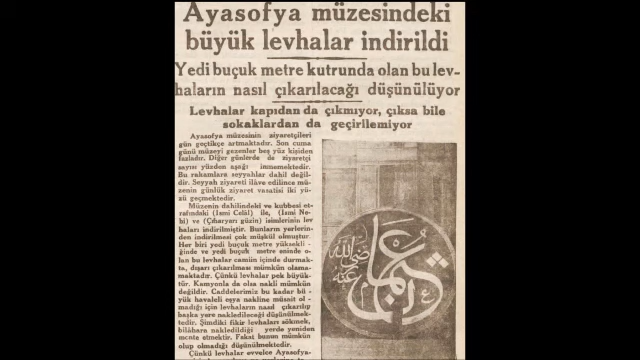 Ayasofya müzesindeki
büyük levhalar indirildi
Yedi buçuk metre kutrunda olan bu lev-
haların nasıl çıkarılacağı düşünülüyor
Levhalar kapıdan da çıkmıyor, çıksa bile
sokaklardan da geçirilemiyor
Ayasofya müzesinin ziyaretçileri
gün geçtikçe artmaktadır. Son cuma
günü müzeyi gezenler beş yüz kişiden
fazladır. Diğer günlerde de ziyaretçi
sayısı yüzden aşağı inmemektedir.
Bu rakamlara seyyahlar dahil değil-
dir. Seyyah ziyareti ilâve edilince mü-
zenin günlük ziyaret vasatisi iki yü-
zü geçmektedir.
Müzenin dahilindeki ve kubbesi et-
rafındaki (İsmi Celâl) ile, (İsmi Ne-
bi) ve (Çiharyarı güzin) isimlerinin lev
haları indirilmiştir. Bunların yerlerin-
den indirilmesi çok müşkül olmuştur.
Her biri yedi buçuk metre yüksekli-
ğinde ve yedi buçuk metre eninde o-
lan bu levhalar camiin içinde durmak-
ta, dışarı çıkarılması mümkün olama-
maktadır. Çünkü levhalar pek büyük-
tür. Kamyonla da olsa nakli mümkün
değildir. Caddelerimiz bu kadar bü-
yük havaleli eşya nakline müsait ol-
madığı için levhaların nasıl çıkarılıp
başka yere nakledileceği düşünülmek-
tedir. Şimdiki fikir levhaları sökmek,
bilâhara nakledildiği yerde yeniden
monte etmektir. Fakat bunun mümkün
olup olmadığı düşünülmektedir.
Çünkü levhalar evvelce Ayasofya-
عثمان
رضي الله
عنه